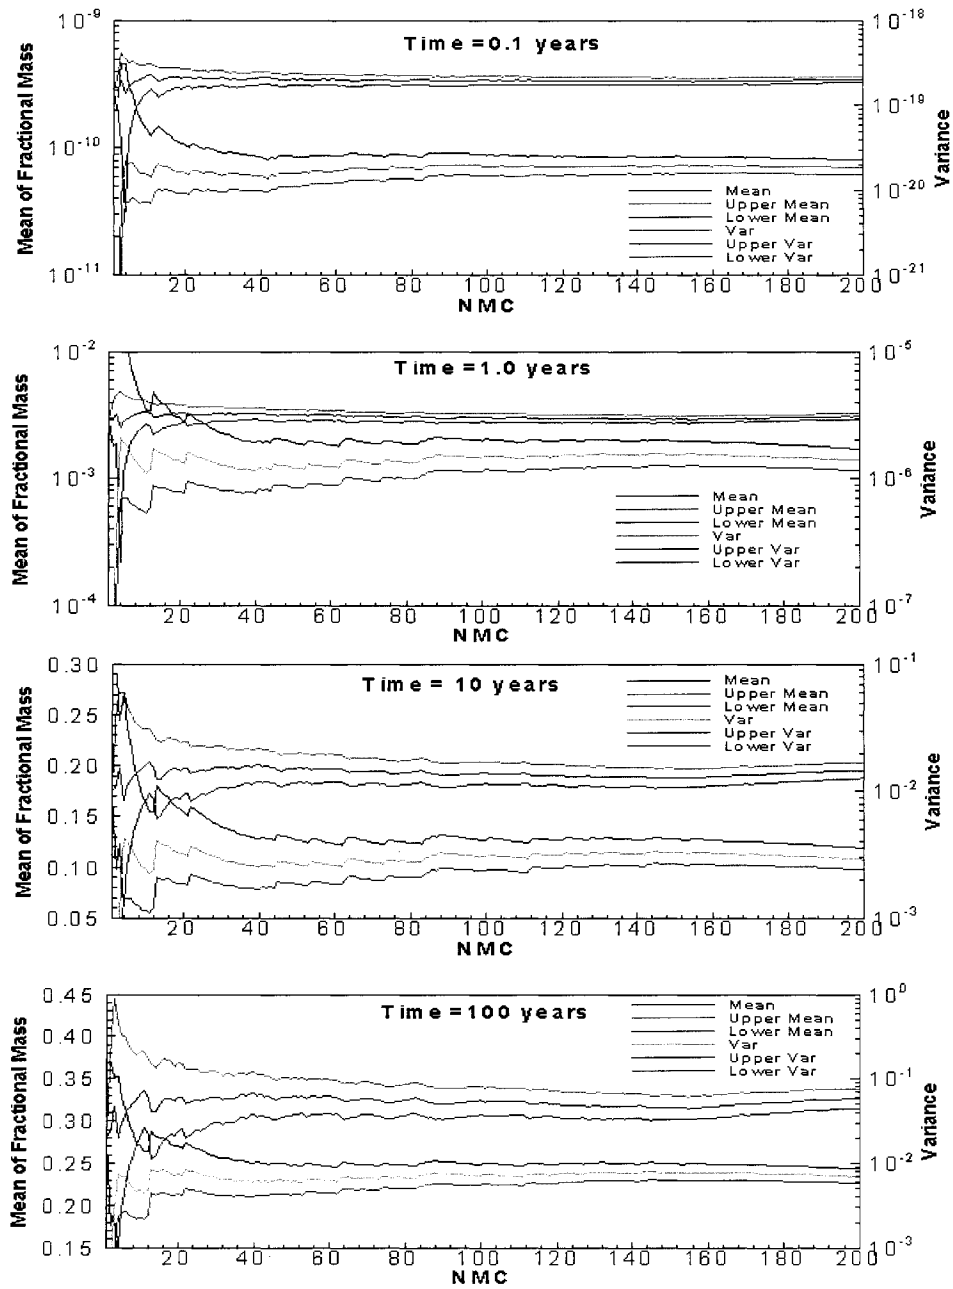 Time = 0.1 years
Mean of Fractional Mass
10^-9
10^-10
10^-11
10^-18
10^-19
10^-20
10^-21
Variance
Mean
Upper Mean
Lower Mean
Var
Upper Var
Lower Var
20 40 60 80 100 120 140 160 180 200
NMC
Time = 1.0 years
Mean of Fractional Mass
10^-2
10^-3
10^-4
10^-5
10^-6
10^-7
Variance
Mean
Upper Mean
Lower Mean
Var
Upper Var
Lower Var
20 40 60 80 100 120 140 160 180 200
NMC
Time = 10 years
Mean of Fractional Mass
0.30
0.25
0.20
0.15
0.10
0.05
10^-1
10^-2
10^-3
Variance
Mean
Upper Mean
Lower Mean
Var
Upper Var
Lower Var
20 40 60 80 100 120 140 160 180 200
NMC
Time = 100 years
Mean of Fractional Mass
0.45
0.40
0.35
0.30
0.25
0.20
0.15
10^0
10^-1
10^-2
10^-3
Variance
Mean
Upper Mean
Lower Mean
Var
Upper Var
Lower Var
20 40 60 80 100 120 140 160 180 200
NMC